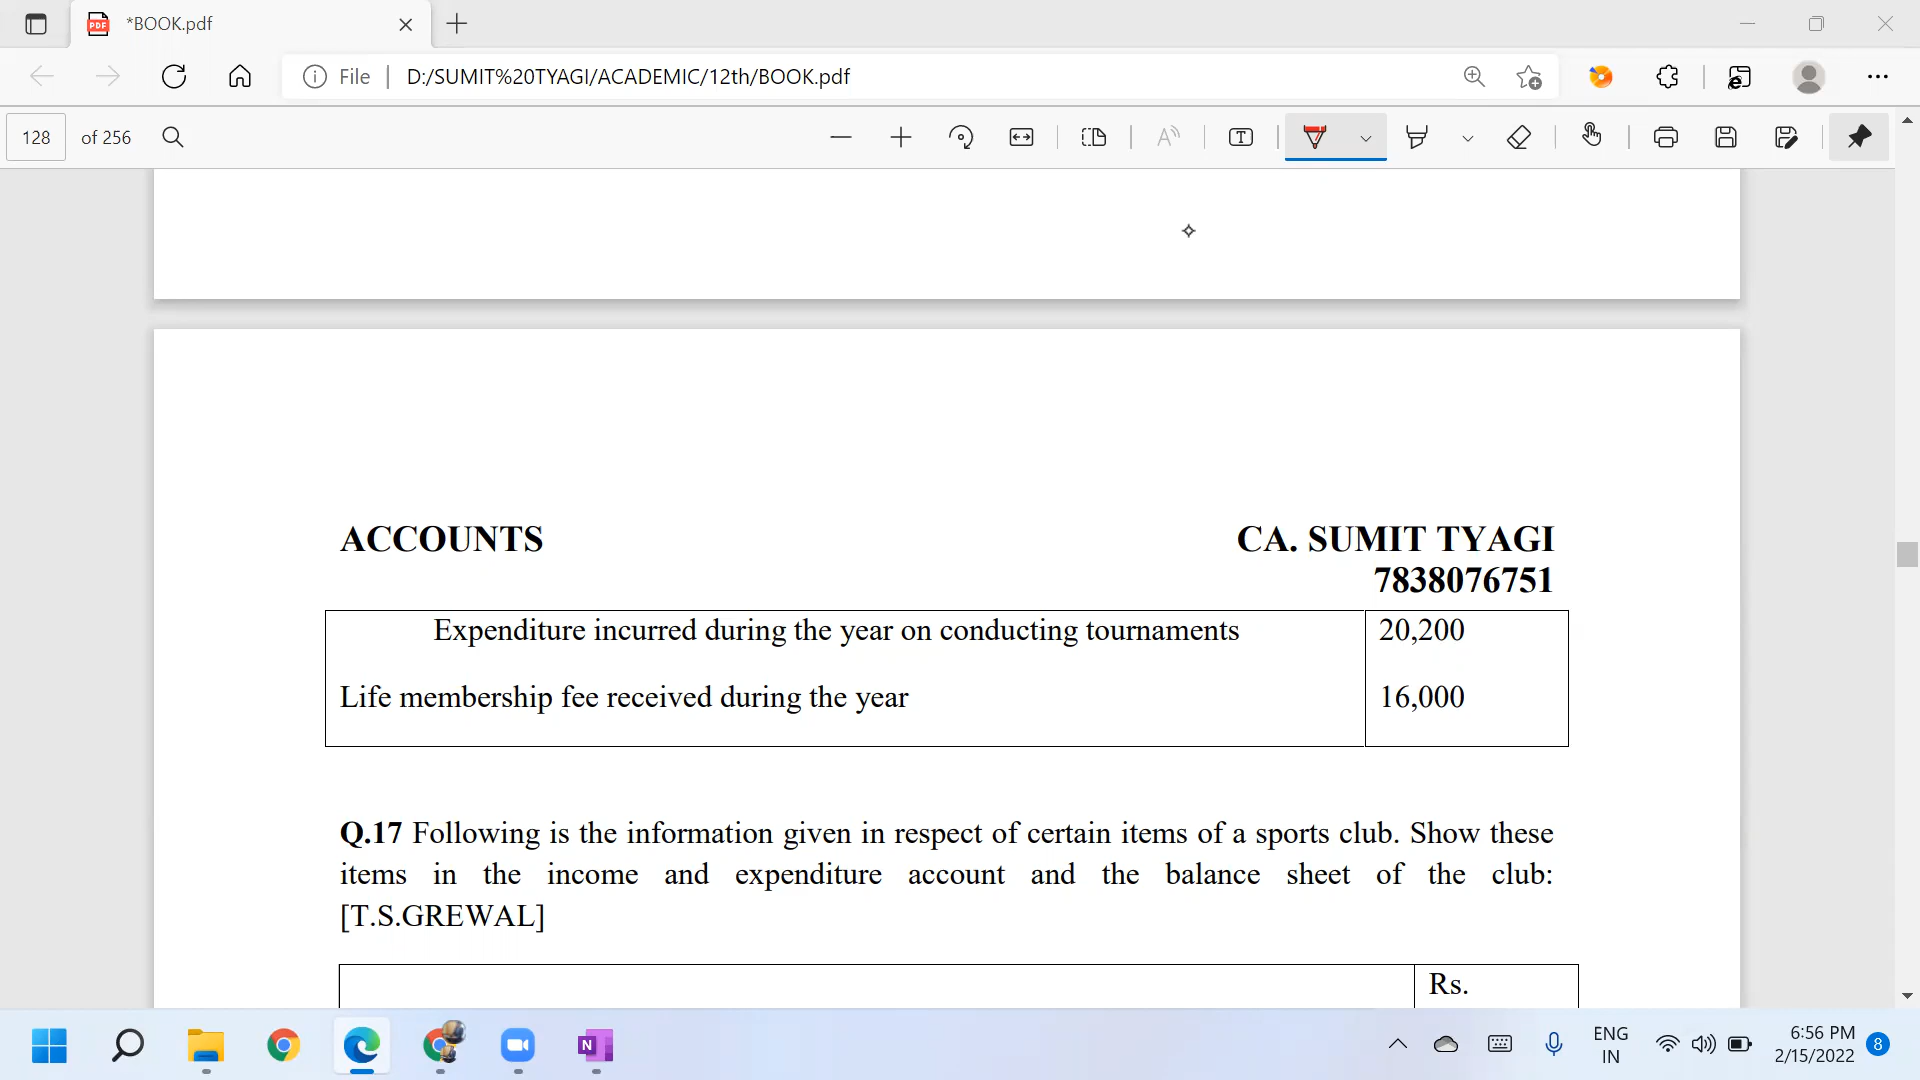 *BOOK.pdf
File
D:/SUMIT%20TYAGI/ACADEMIC/12th/BOOK.pdf
128 of 256
ACCOUNTS
CA. SUMIT TYAGI
7838076751
Expenditure incurred during the year on conducting tournaments 20,200
Life membership fee received during the year 16,000
Q.17 Following is the information given in respect of certain items of a sports club. Show these
items in the income and expenditure account and the balance sheet of the club:
[T.S.GREWAL]
Rs.
ENG
IN
6:56 PM
2/15/2022
8